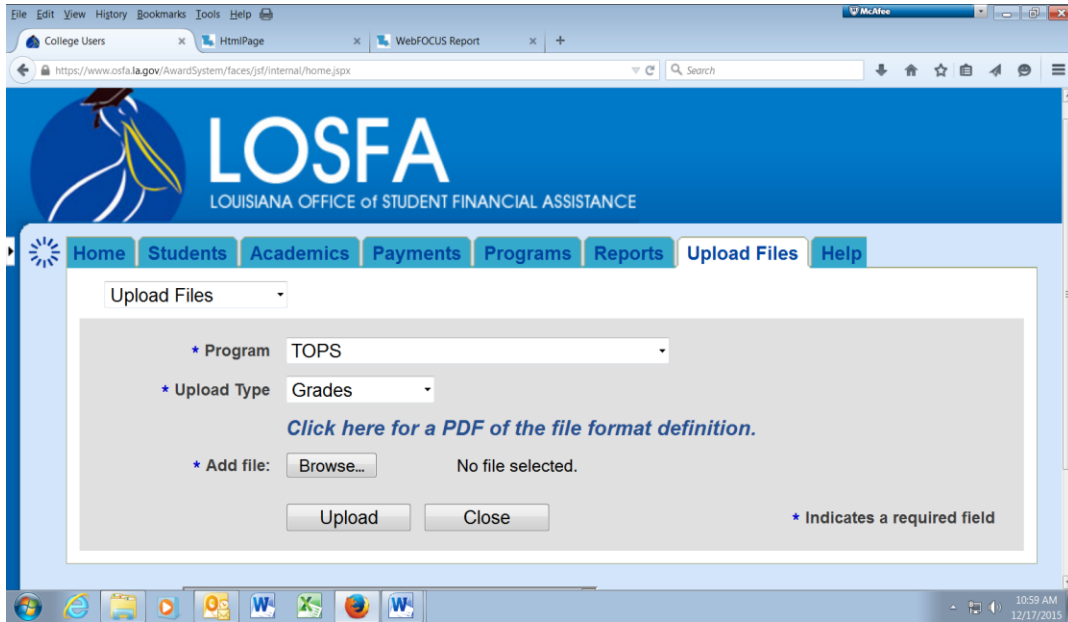 File Edit View History Bookmarks Tools Help
McAfee
College Users × HtmlPage × WebFOCUS Report × +
https://www.osfa.la.gov/AwardSystem/faces/jsf/internal/home.jspx Search
LOSFA
LOUISIANA OFFICE of STUDENT FINANCIAL ASSISTANCE
Home Students Academics Payments Programs Reports Upload Files Help
Upload Files
* Program TOPS
* Upload Type Grades
Click here for a PDF of the file format definition.
* Add file: Browse... No file selected.
Upload Close * Indicates a required field
10:59 AM
12/17/2015